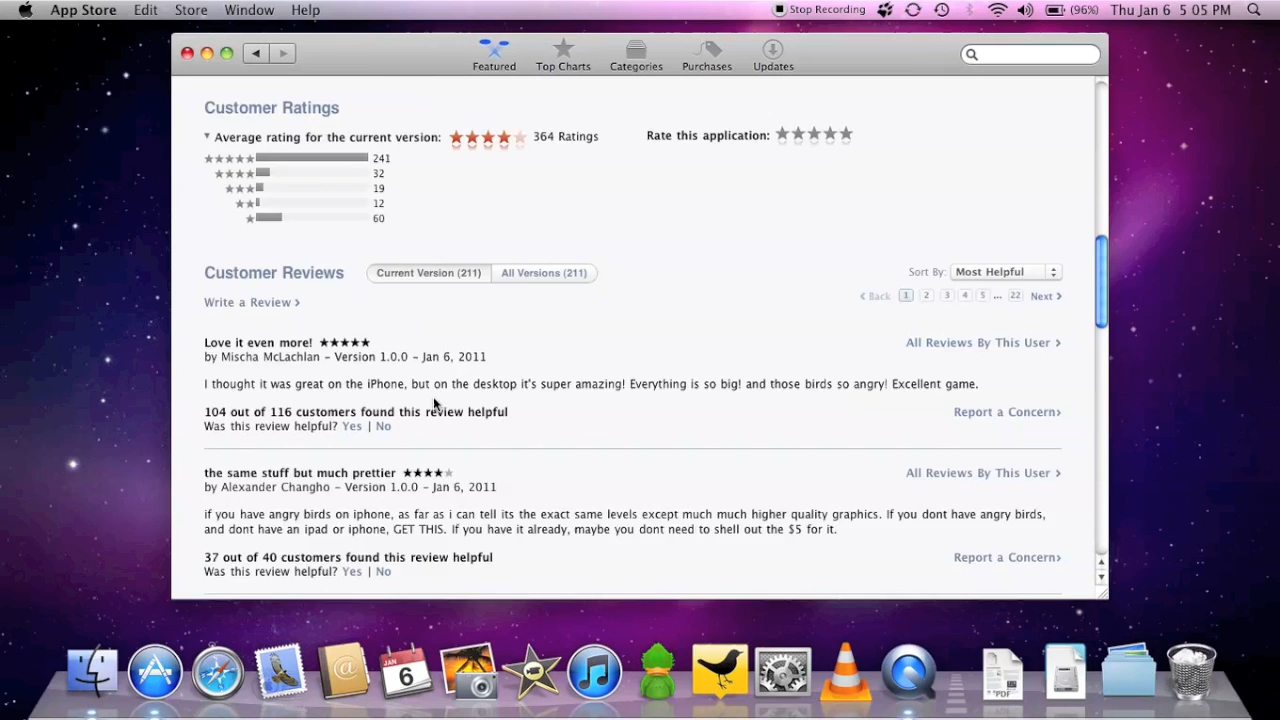 App Store Edit Store Window Help Stop Recording (96%) Thu Jan 6 5:05 PM
Featured Top Charts Categories Purchases Updates
Customer Ratings
Average rating for the current version: 364 Ratings Rate this application:
241
32
19
12
60
Customer Reviews Current Version (211) All Versions (211) Sort By: Most Helpful
Write a Review › ‹ Back 1 2 3 4 5 ... 22 Next ›
Love it even more! ★★★★★ All Reviews By This User ›
by Mischa McLachlan – Version 1.0.0 – Jan 6, 2011
I thought it was great on the iPhone, but on the desktop it's super amazing! Everything is so big! and those birds so angry! Excellent game.
104 out of 116 customers found this review helpful Report a Concern›
Was this review helpful? Yes | No
the same stuff but much prettier ★★★★★ All Reviews By This User ›
by Alexander Changho – Version 1.0.0 – Jan 6, 2011
if you have angry birds on iphone, as far as i can tell its the exact same levels except much much higher quality graphics. If you dont have angry birds,
and dont have an ipad or iphone, GET THIS. If you have it already, maybe you dont need to shell out the $5 for it.
37 out of 40 customers found this review helpful Report a Concern›
Was this review helpful? Yes | No
JAN
6
PDF